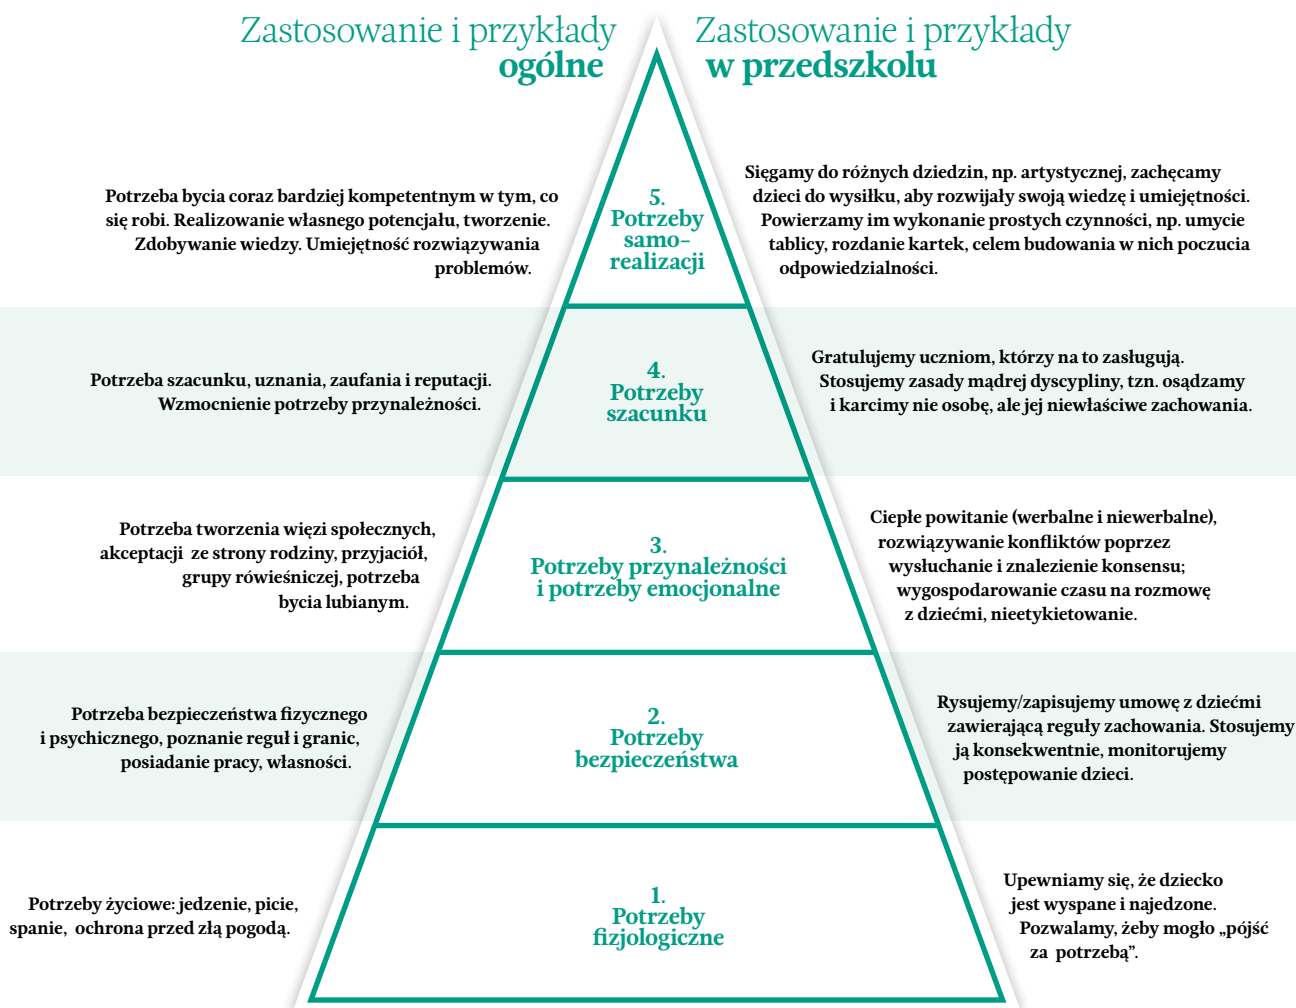 Zastosowanie i przykłady
ogólne
Zastosowanie i przykłady
w przedszkolu
Potrzeba bycia coraz bardziej kompetentnym w tym, co
się robi. Realizowanie własnego potencjału, tworzenie.
Zdobywanie wiedzy. Umiejętność rozwiązywania
problemów.
5.
Potrzeby
samo-
realizacji
Sięgamy do różnych dziedzin, np. artystycznej, zachęcamy
dzieci do wysiłku, aby rozwijały swoją wiedzę i umiejętności.
Powierzamy im wykonanie prostych czynności, np. umycie
tablicy, rozdanie kartek, celem budowania w nich poczucia
odpowiedzialności.
Potrzeba szacunku, uznania, zaufania i reputacji.
Wzmocnienie potrzeby przynależności.
4.
Potrzeby
szacunku
Gratulujemy uczniom, którzy na to zasługują.
Stosujemy zasady mądrej dyscypliny, tzn. osądzamy
i karcimy nie osobę, ale jej niewłaściwe zachowania.
Potrzeba tworzenia więzi społecznych,
akceptacji ze strony rodziny, przyjaciół,
grupy rówieśniczej, potrzeba
bycia lubianym.
3.
Potrzeby przynależności
i potrzeby emocjonalne
Ciepłe powitanie (werbalne i niewerbalne),
rozwiązywanie konfliktów poprzez
wysłuchanie i znalezienie konsensu;
wygospodarowanie czasu na rozmowę
z dziećmi, nieetykietowanie.
Potrzeba bezpieczeństwa fizycznego
i psychicznego, poznanie reguł i granic,
posiadanie pracy, własności.
2.
Potrzeby
bezpieczeństwa
Rysujemy/zapisujemy umowę z dziećmi
zawierającą reguły zachowania. Stosujemy
ją konsekwentnie, monitorujemy
postępowanie dzieci.
Potrzeby życiowe: jedzenie, picie,
spanie, ochrona przed złą pogodą.
1.
Potrzeby
fizjologiczne
Upewniamy się, że dziecko
jest wyspane i najedzone.
Pozwalamy, żeby mogło „pójść
za potrzebą”.